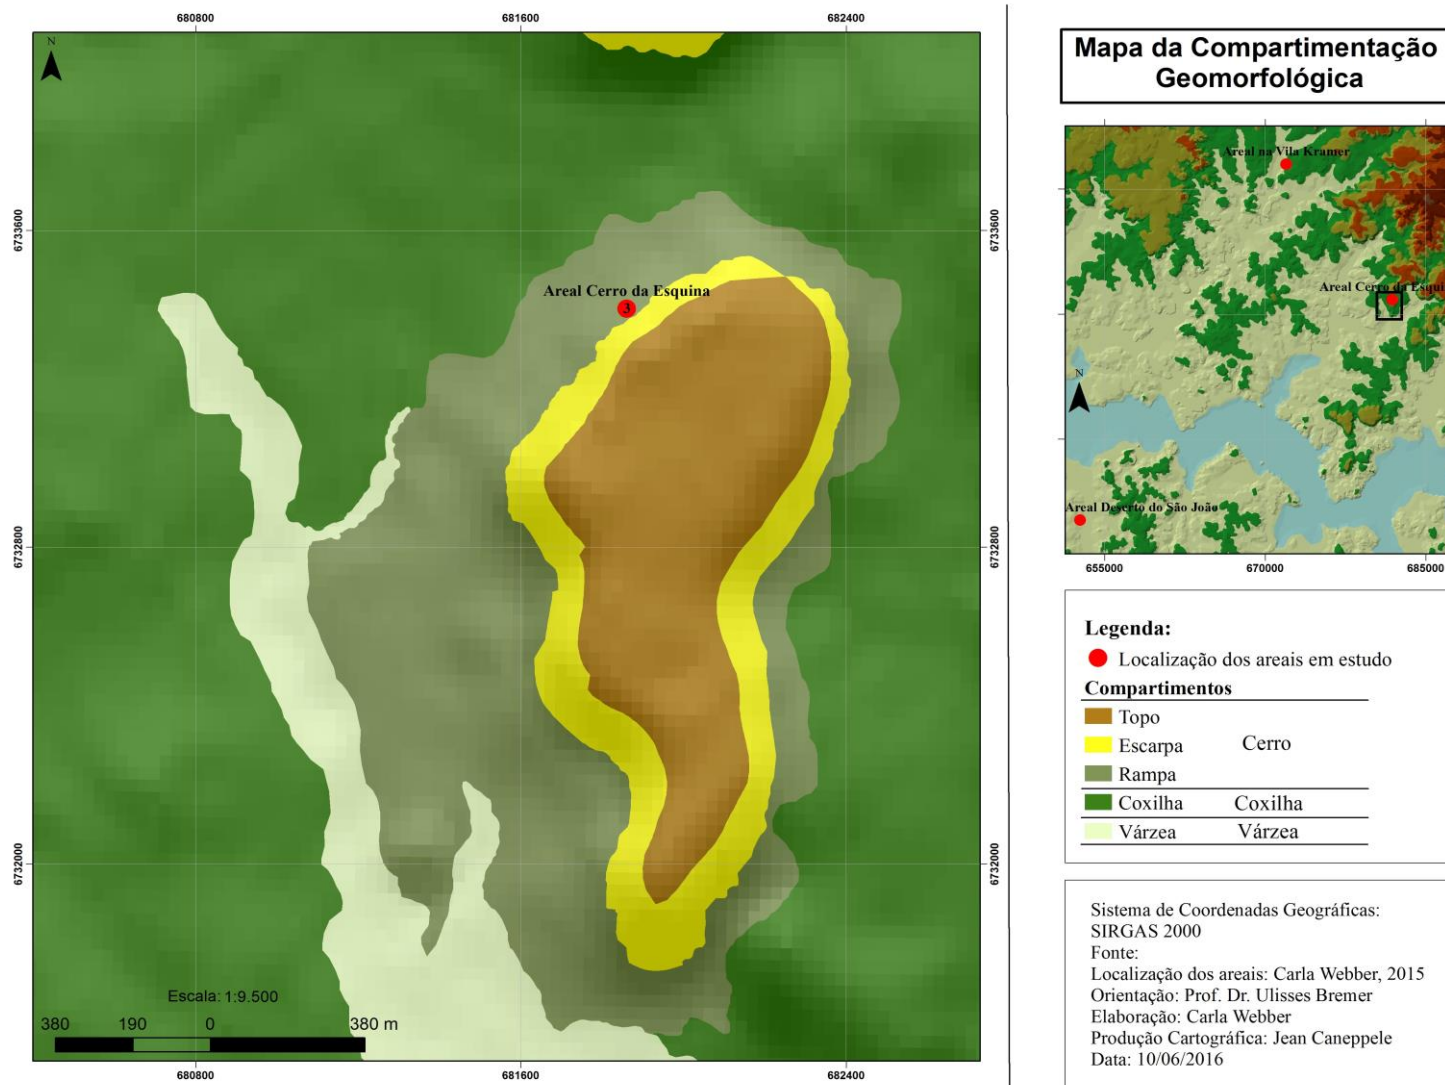 680800
681600
682400
N
6733600
6733600
Areal Cerro da Esquina
3
6732800
6732800
6732000
6732000
Escala: 1:9.500
380
190
0
380 m
680800
681600
682400
Mapa da Compartimentação
Geomorfológica
Areal na Vila Kramer
Areal Cerro da Esqui
N
Areal Deserto do São João
655000
670000
685000
Legenda:
Localização dos areais em estudo
Compartimentos
Topo
Escarpa
Cerro
Rampa
Coxilha
Coxilha
Várzea
Várzea
Sistema de Coordenadas Geográficas:
SIRGAS 2000
Fonte:
Localização dos areais: Carla Webber, 2015
Orientação: Prof. Dr. Ulisses Bremer
Elaboração: Carla Webber
Produção Cartográfica: Jean Caneppele
Data: 10/06/2016